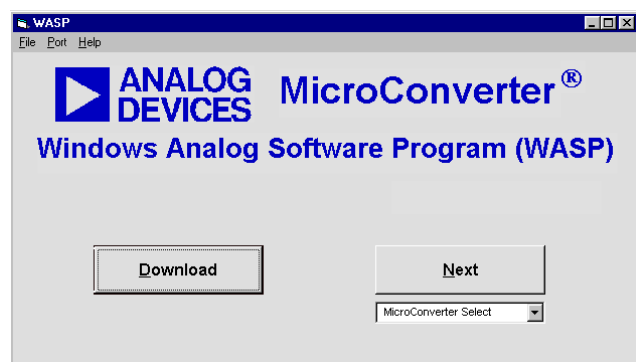 WASP
File Port Help
ANALOG DEVICES MicroConverter®
Windows Analog Software Program (WASP)
Download Next
MicroConverter Select